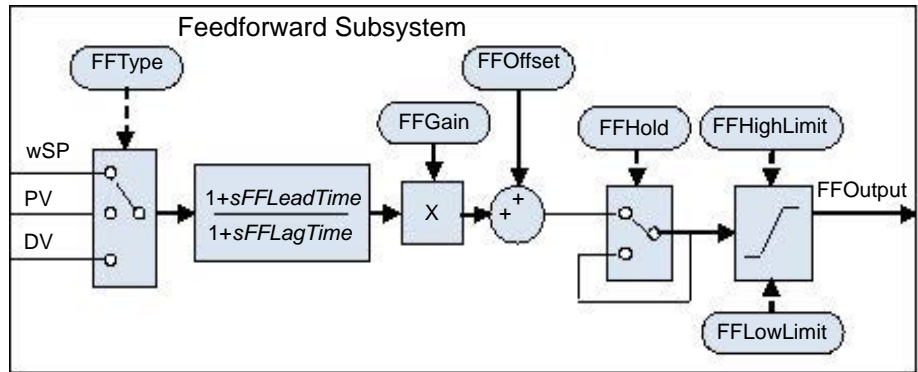 Feedforward Subsystem
FFType
FFOffset
FFGain
FFHold
FFHighLimit
wSP
PV
DV
1+sFFLeadTime
1+sFFLagTime
X
+
+
FFOutput
FFLowLimit